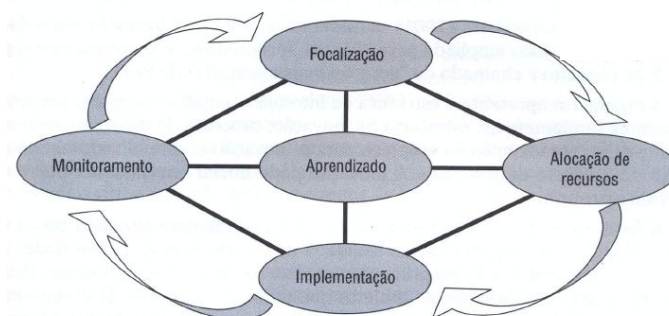 Focalização
Monitoramento
Aprendizado
Alocação de
recursos
Implementação